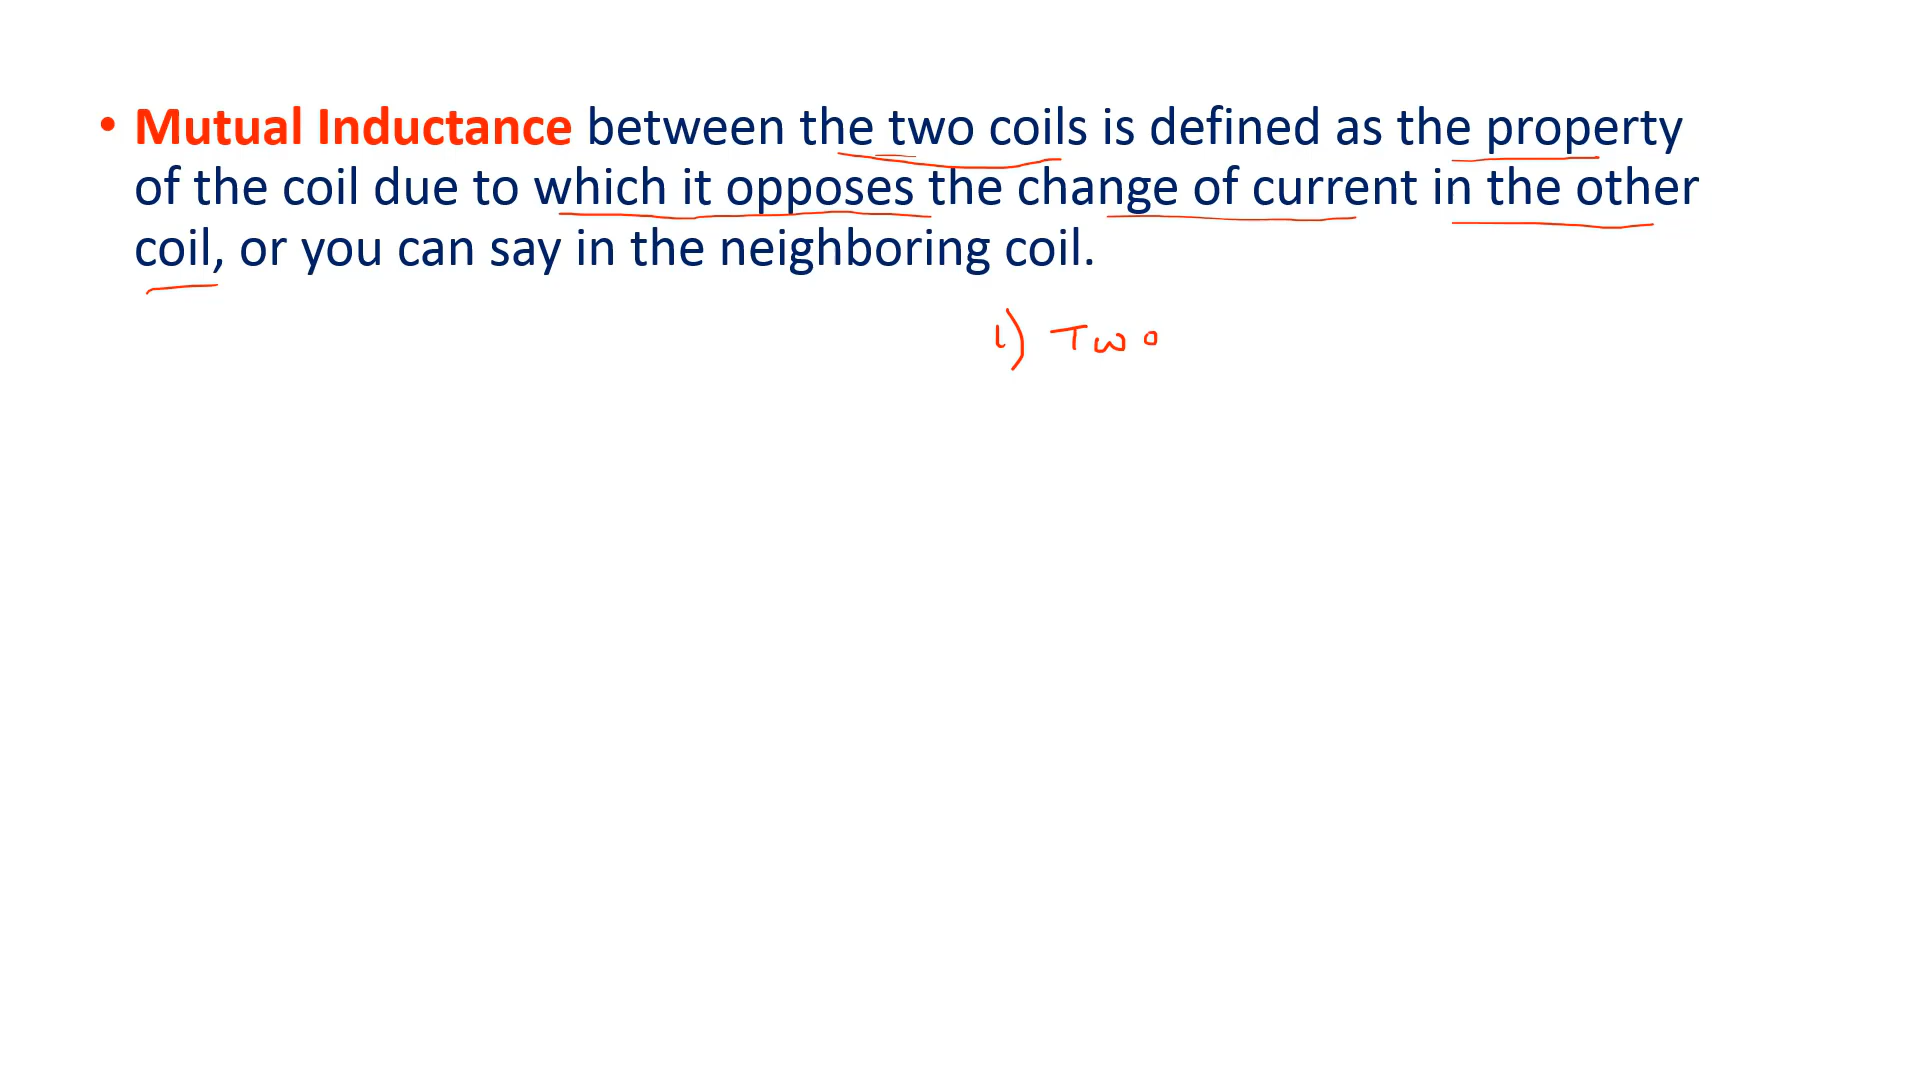 • Mutual Inductance between the two coils is defined as the property
of the coil due to which it opposes the change of current in the other
coil, or you can say in the neighboring coil.
1) Two